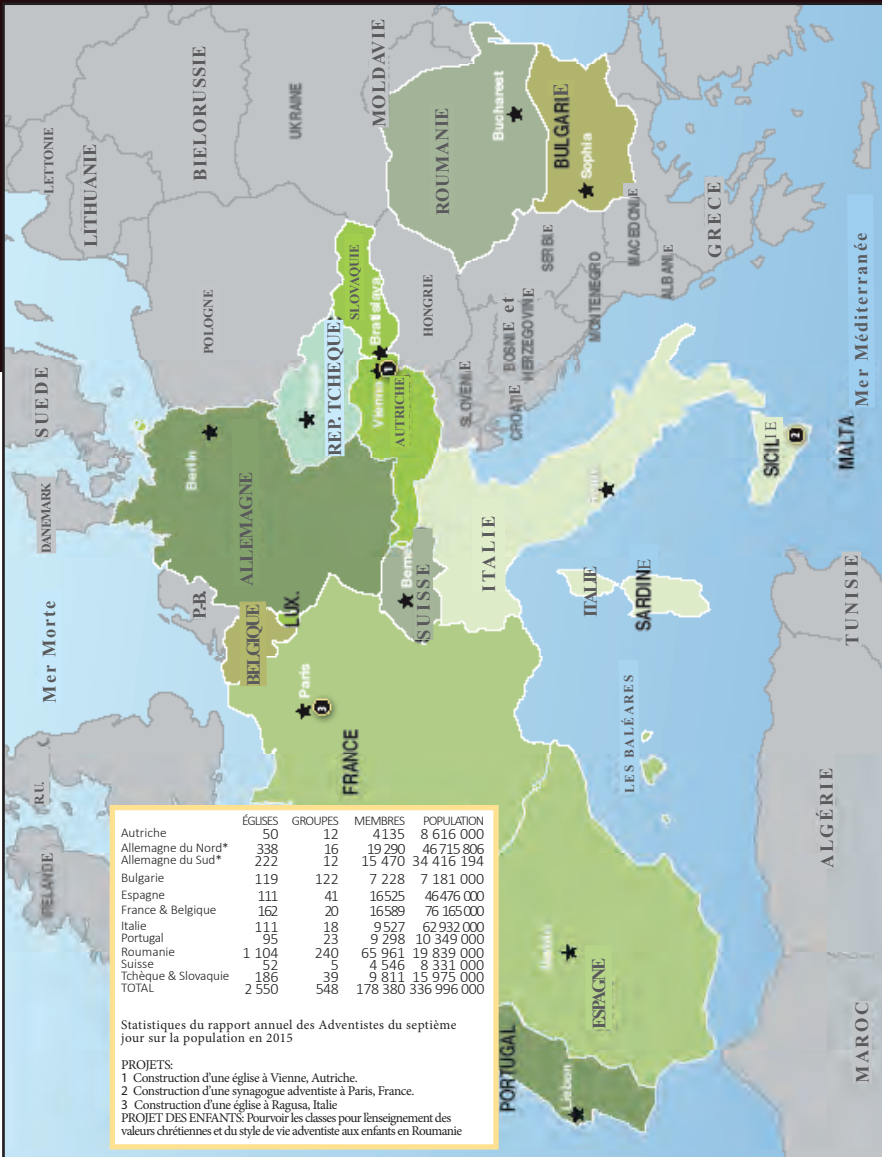 LETTONIE
LITHUANIE
BIELORUSSIE
UKRAINE
MOLDAVIE
SUEDE
DANEMARK
POLOGNE
Mer Morte
R.U.
IRELANDE
P.-B.
BELGIQUE
LUX.
ALLEMAGNE
Berlin
REP. TCHEQUE
SLOVAQUIE
Bratislava
Vienna
1
AUTRICHE
HONGRIE
ROUMANIE
Bucharest
BULGARIE
Sophia
SLOVENIE
CROATIE
BOSNIE et
HERZEGOVINE
SERBIE
MONTENEGRO
MACEDONIE
ALBANIE
GRECE
FRANCE
Paris
3
Berne
SUISSE
ITALIE
ITALIE
SARDINE
SICILIE
2
MALTA
Mer Méditerranée
LES BALÉARES
ESPAGNE
PORTUGAL
Lisbon
MAROC
ALGÉRIE
TUNISIE
ÉGLISES GROUPES MEMBRES POPULATION
Autriche 50 12 4135 8 616 000
Allemagne du Nord* 338 16 19 290 46 715 806
Allemagne du Sud* 222 12 15 470 34 416 194
Bulgarie 119 122 7 228 7 181 000
Espagne 111 41 16525 46 476 000
France & Belgique 162 20 16589 76 165 000
Italie 111 18 9 527 62 932 000
Portugal 95 23 9 298 10 349 000
Roumanie 1 104 240 65 961 19 839 000
Suisse 52 5 4 546 8 331 000
Tchèque & Slovaquie 186 39 9 811 15 975 000
TOTAL 2 550 548 178 380 336 996 000
Statistiques du rapport annuel des Adventistes du septième
jour sur la population en 2015
PROJETS:
1 Construction d'une église à Vienne, Autriche.
2 Construction d'une synagogue adventiste à Paris, France.
3 Construction d'une église à Ragusa, Italie
PROJET DES ENFANTS: Pourvoir les classes pour l'enseignement des
valeurs chrétiennes et du style de vie adventiste aux enfants en Roumanie